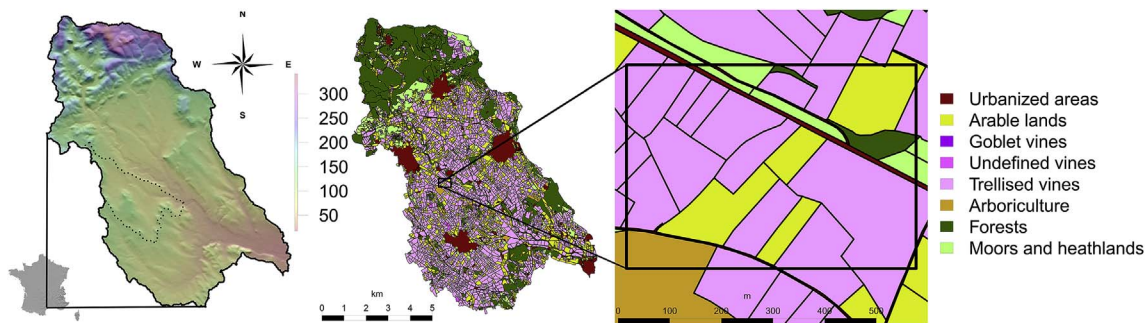 N
W E
S
300
250
200
150
100
50
km
0 1 2 3 4 5
m
0 100 200 300 400 500
Urbanized areas
Arable lands
Goblet vines
Undefined vines
Trellised vines
Arboriculture
Forests
Moors and heathlands